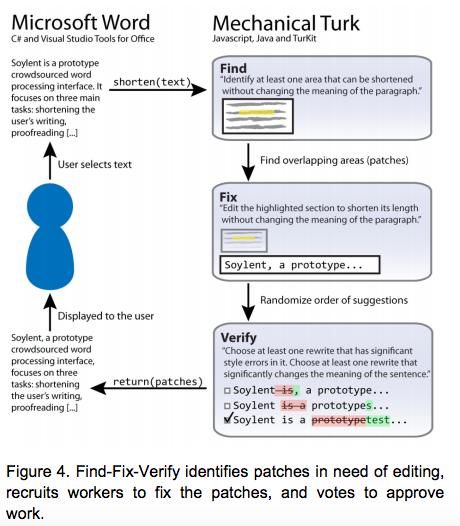 Microsoft Word
C# and Visual Studio Tools for Office
Mechanical Turk
Javascript, Java and TurKit
Soylent is a prototype
crowdsourced word
processing interface. It
focuses on three main
tasks: shortening the
user's writing,
proofreading [...]
shorten(text)
Find
"Identify at least one area that can be shortened
without changing the meaning of the paragraph."
User selects text
Find overlapping areas (patches)
Fix
"Edit the highlighted section to shorten its length
without changing the meaning of the paragraph."
Soylent, a prototype...
Displayed to the user
Randomize order of suggestions
Soylent, a prototype
crowdsourced word
processing interface,
focuses on three
tasks: shortening
the user's writing,
proofreading [...]
return(patches)
Verify
"Choose at least one rewrite that has significant
style errors in it. Choose at least one rewrite that
significantly changes the meaning of the sentence."
Soylent is, a prototype...
Soylent is a prototypes...
Soylent is a prototypetest...
Figure 4. Find-Fix-Verify identifies patches in need of editing,
recruits workers to fix the patches, and votes to approve
work.